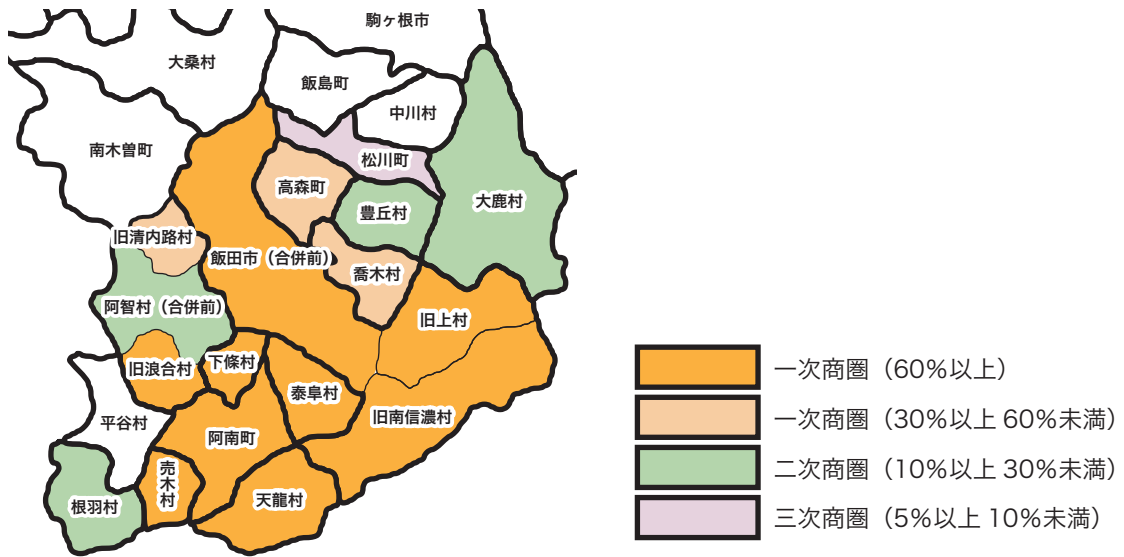 駒ヶ根市
大桑村
飯島町
中川村
南木曽町
松川町
高森町
大鹿村
豊丘村
旧清内路村
飯田市（合併前）
喬木村
阿智村（合併前）
旧上村
下條村
旧浪合村
泰阜村
旧南信濃村
平谷村
阿南町
売木村
天龍村
根羽村
一次商圏（60％以上）
一次商圏（30％以上 60％未満）
二次商圏（10％以上 30％未満）
三次商圏（5％以上 10％未満）